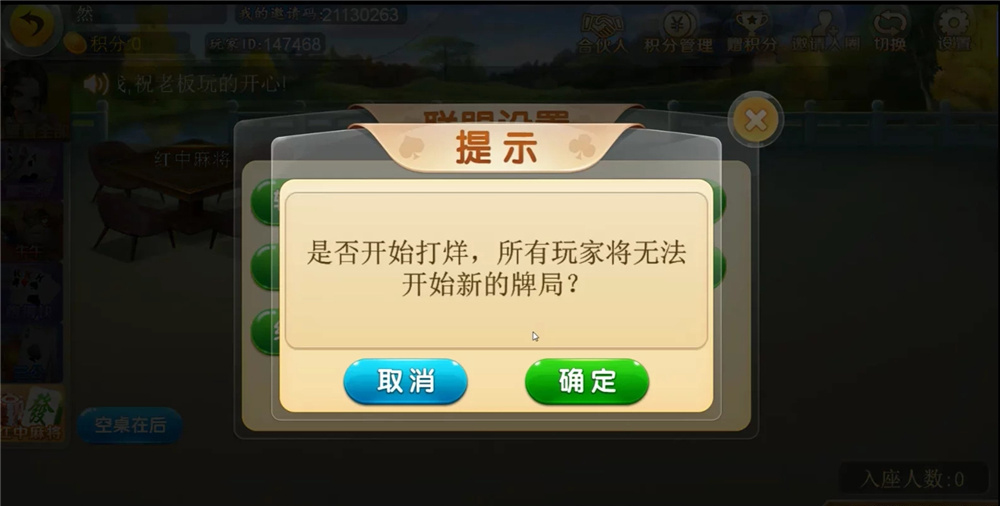 然
我的邀请码:21130263
积分:0
玩家ID:147468
合伙人
积分管理
赠积分
邀请入圈
切换
设置
,祝老板玩的开心!
联盟设置
提示
红中麻将
是否开始打烊，所有玩家将无法
开始新的牌局？
取消
确定
红中麻将
空桌在后
入座人数:0